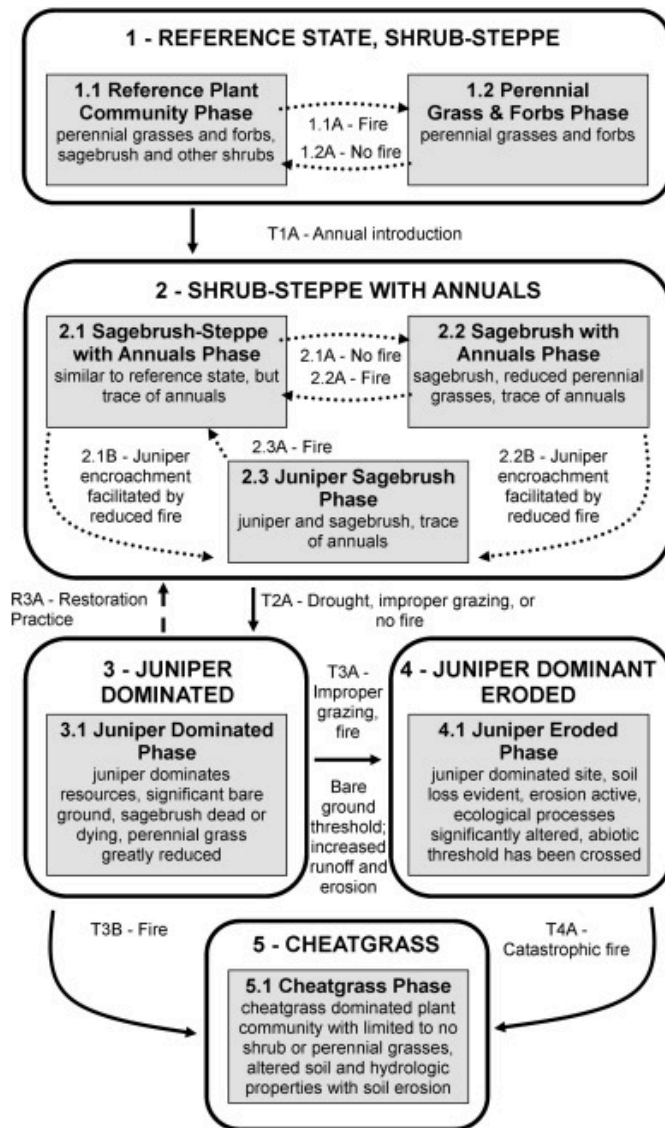 1 - REFERENCE STATE, SHRUB-STEPPE
1.1 Reference Plant
Community Phase
perennial grasses and forbs,
sagebrush and other shrubs
1.1A - Fire
1.2A - No fire
1.2 Perennial
Grass & Forbs Phase
perennial grasses and forbs
T1A - Annual introduction
2 - SHRUB-STEPPE WITH ANNUALS
2.1 Sagebrush-Steppe
with Annuals Phase
similar to reference state, but
trace of annuals
2.1A - No fire
2.2A - Fire
2.2 Sagebrush with
Annuals Phase
sagebrush, reduced perennial
grasses, trace of annuals
2.1B - Juniper
encroachment
facilitated by
reduced fire
2.3A - Fire
2.3 Juniper Sagebrush
Phase
juniper and sagebrush, trace
of annuals
2.2B - Juniper
encroachment
facilitated by
reduced fire
R3A - Restoration
Practice
T2A - Drought, improper grazing, or
no fire
3 - JUNIPER
DOMINATED
3.1 Juniper Dominated
Phase
juniper dominates
resources, significant bare
ground, sagebrush dead or
dying, perennial grass
greatly reduced
T3A -
Improper
grazing,
fire
Bare
ground
threshold;
increased
runoff and
erosion
4 - JUNIPER DOMINANT
ERODED
4.1 Juniper Eroded
Phase
juniper dominated site, soil
loss evident, erosion active,
ecological processes
significantly altered, abiotic
threshold has been crossed
T3B - Fire
T4A -
Catastrophic fire
5 - CHEATGRASS
5.1 Cheatgrass Phase
cheatgrass dominated plant
community with limited to no
shrub or perennial grasses,
altered soil and hydrologic
properties with soil erosion